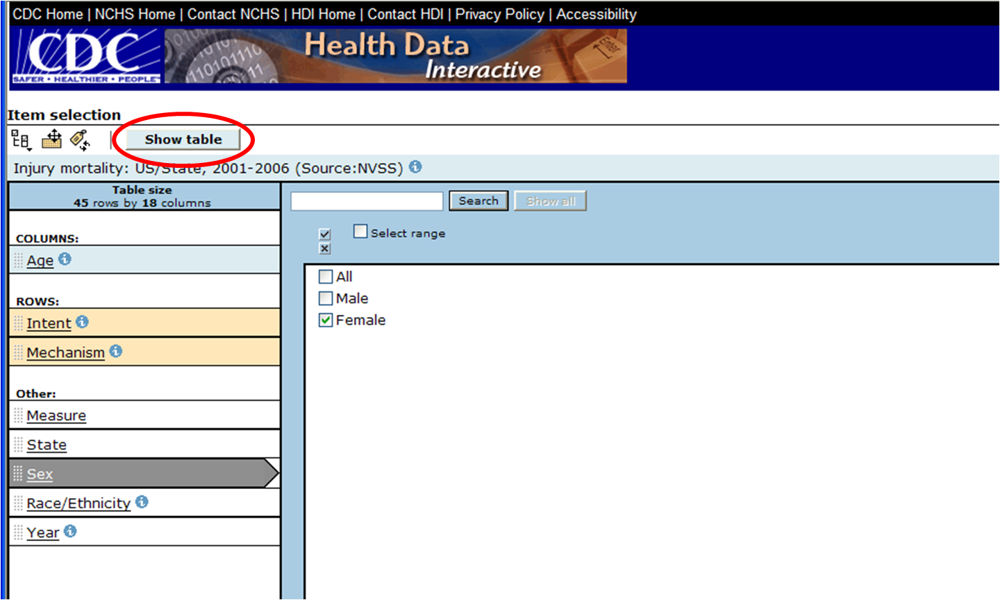 CDC Home | NCHS Home | Contact NCHS | HDI Home | Contact HDI | Privacy Policy | Accessibility
CDC
SAFER • HEALTHIER • PEOPLE™
Health Data
Interactive
Enter
Item selection
Show table
Injury mortality: US/State, 2001-2006 (Source:NVSS)
Table size
45 rows by 18 columns
Search
Show all
Select range
COLUMNS:
Age
ROWS:
Intent
Mechanism
Other:
Measure
State
Sex
Race/Ethnicity
Year
All
Male
Female